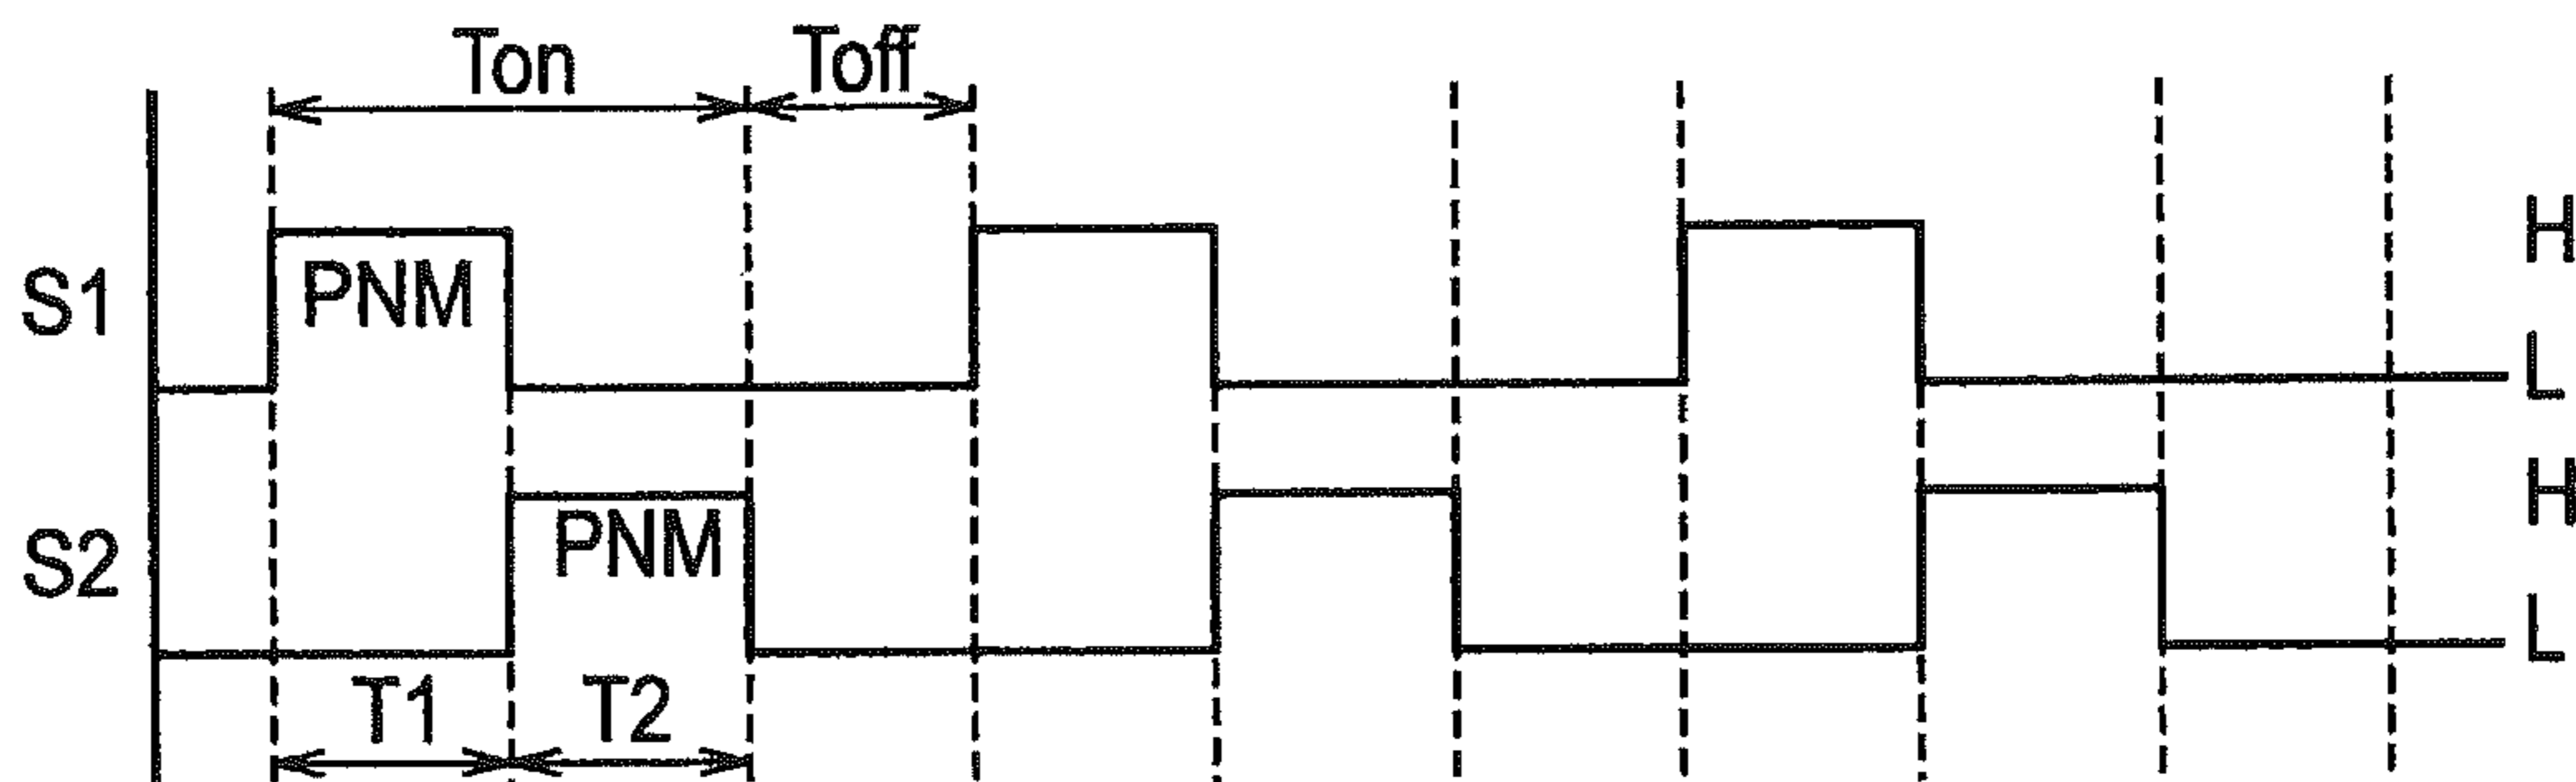 Ton Toff
H
S1 PNM
L
H
S2 PNM
L
T1 T2